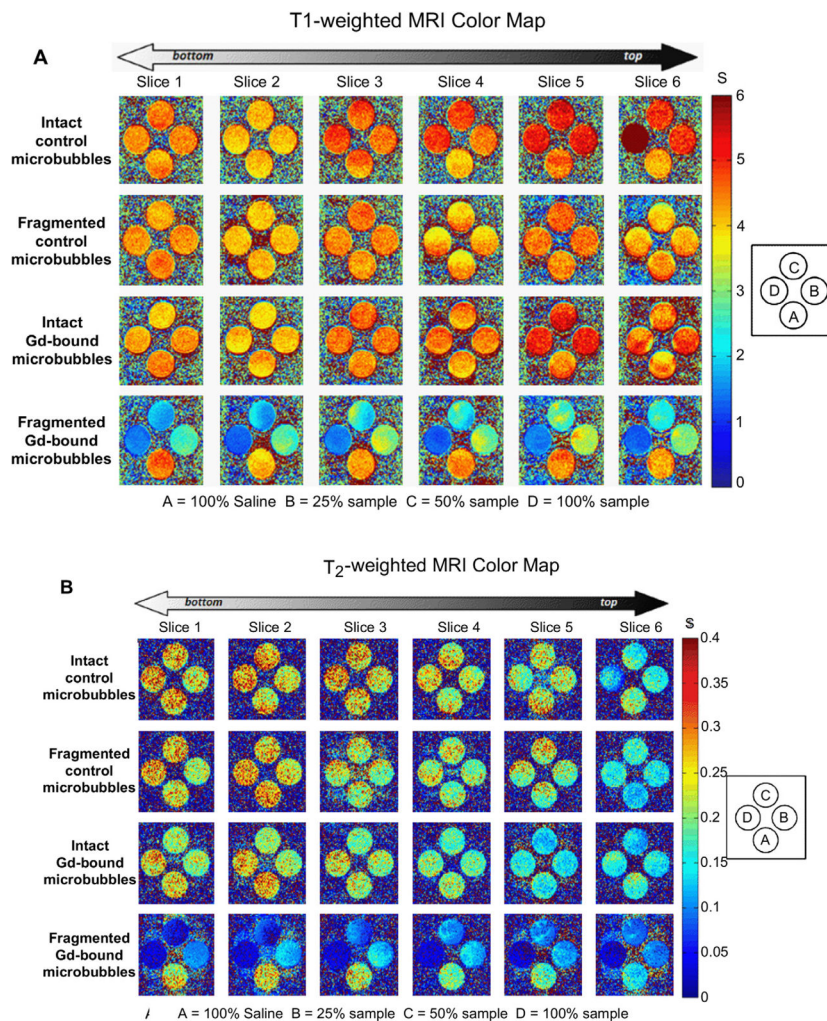 T1-weighted MRI Color Map
A
bottom
top
Slice 1 Slice 2 Slice 3 Slice 4 Slice 5 Slice 6 S
Intact
control
microbubbles
Fragmented
control
microbubbles
Intact
Gd-bound
microbubbles
Fragmented
Gd-bound
microbubbles
6
5
4
3
2
1
0
C
D B
A
A = 100% Saline B = 25% sample C = 50% sample D = 100% sample
T2-weighted MRI Color Map
B
bottom
top
Slice 1 Slice 2 Slice 3 Slice 4 Slice 5 Slice 6 S
Intact
control
microbubbles
Fragmented
control
microbubbles
Intact
Gd-bound
microbubbles
Fragmented
Gd-bound
microbubbles
0.4
0.35
0.3
0.25
0.2
0.15
0.1
0.05
0
C
D B
A
A = 100% Saline B = 25% sample C = 50% sample D = 100% sample